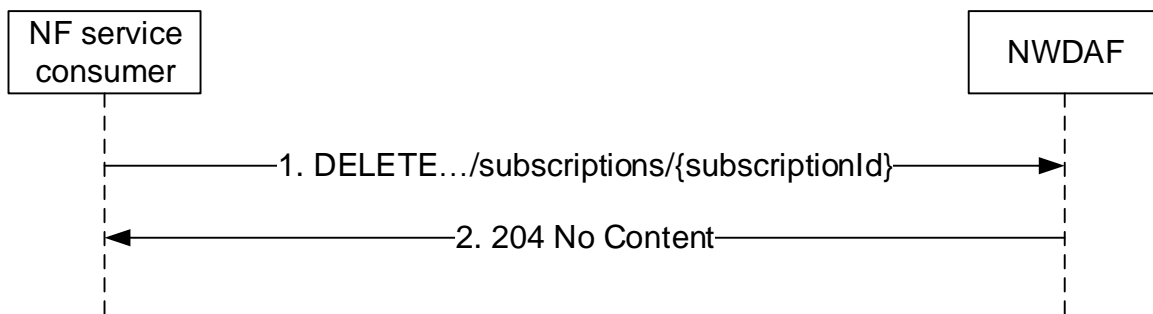 NF service
consumer
NWDAF
1. DELETE…/subscriptions/{subscriptionId}
2. 204 No Content